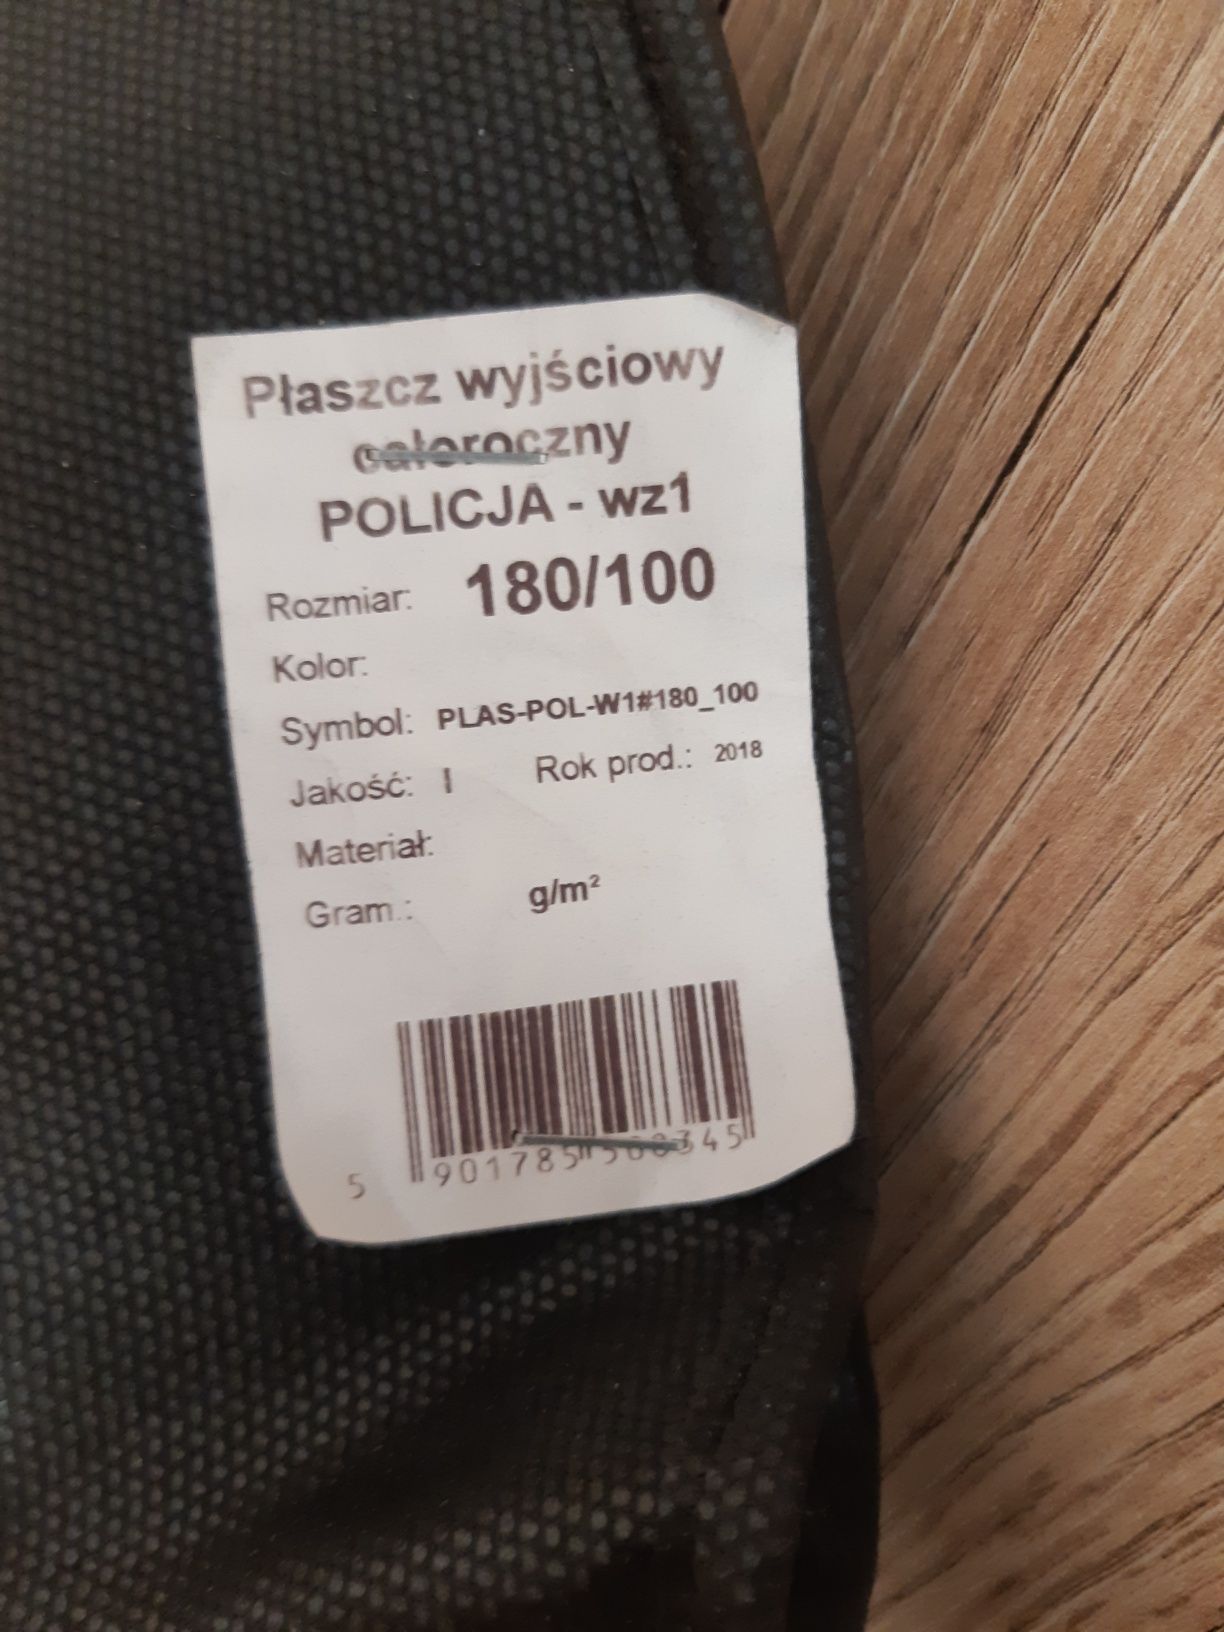 Płaszcz wyjściowy
całoroczny
POLICJA - wz1
Rozmiar: 180/100
Kolor:
Symbol: PLAS-POL-W1#180_100
Jakość: I Rok prod.: 2018
Materiał:
Gram.: g/m²
5 901785 500345